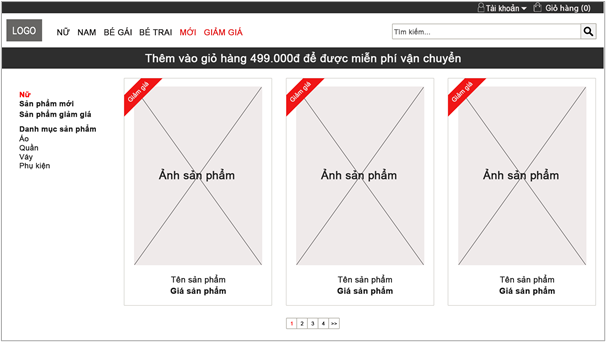 Tài khoản Giỏ hàng (0)
LOGO NỮ NAM BÉ GÁI BÉ TRAI MỚI GIẢM GIÁ Tìm kiếm...
Thêm vào giỏ hàng 499.000đ để được miễn phí vận chuyển
Nữ
Sản phẩm mới
Sản phẩm giảm giá
Danh mục sản phẩm
Áo
Quần
Váy
Phụ kiện
Giảm giá
Ảnh sản phẩm
Tên sản phẩm
Giá sản phẩm
Giảm giá
Ảnh sản phẩm
Tên sản phẩm
Giá sản phẩm
Giảm giá
Ảnh sản phẩm
Tên sản phẩm
Giá sản phẩm
1 2 3 4 >>